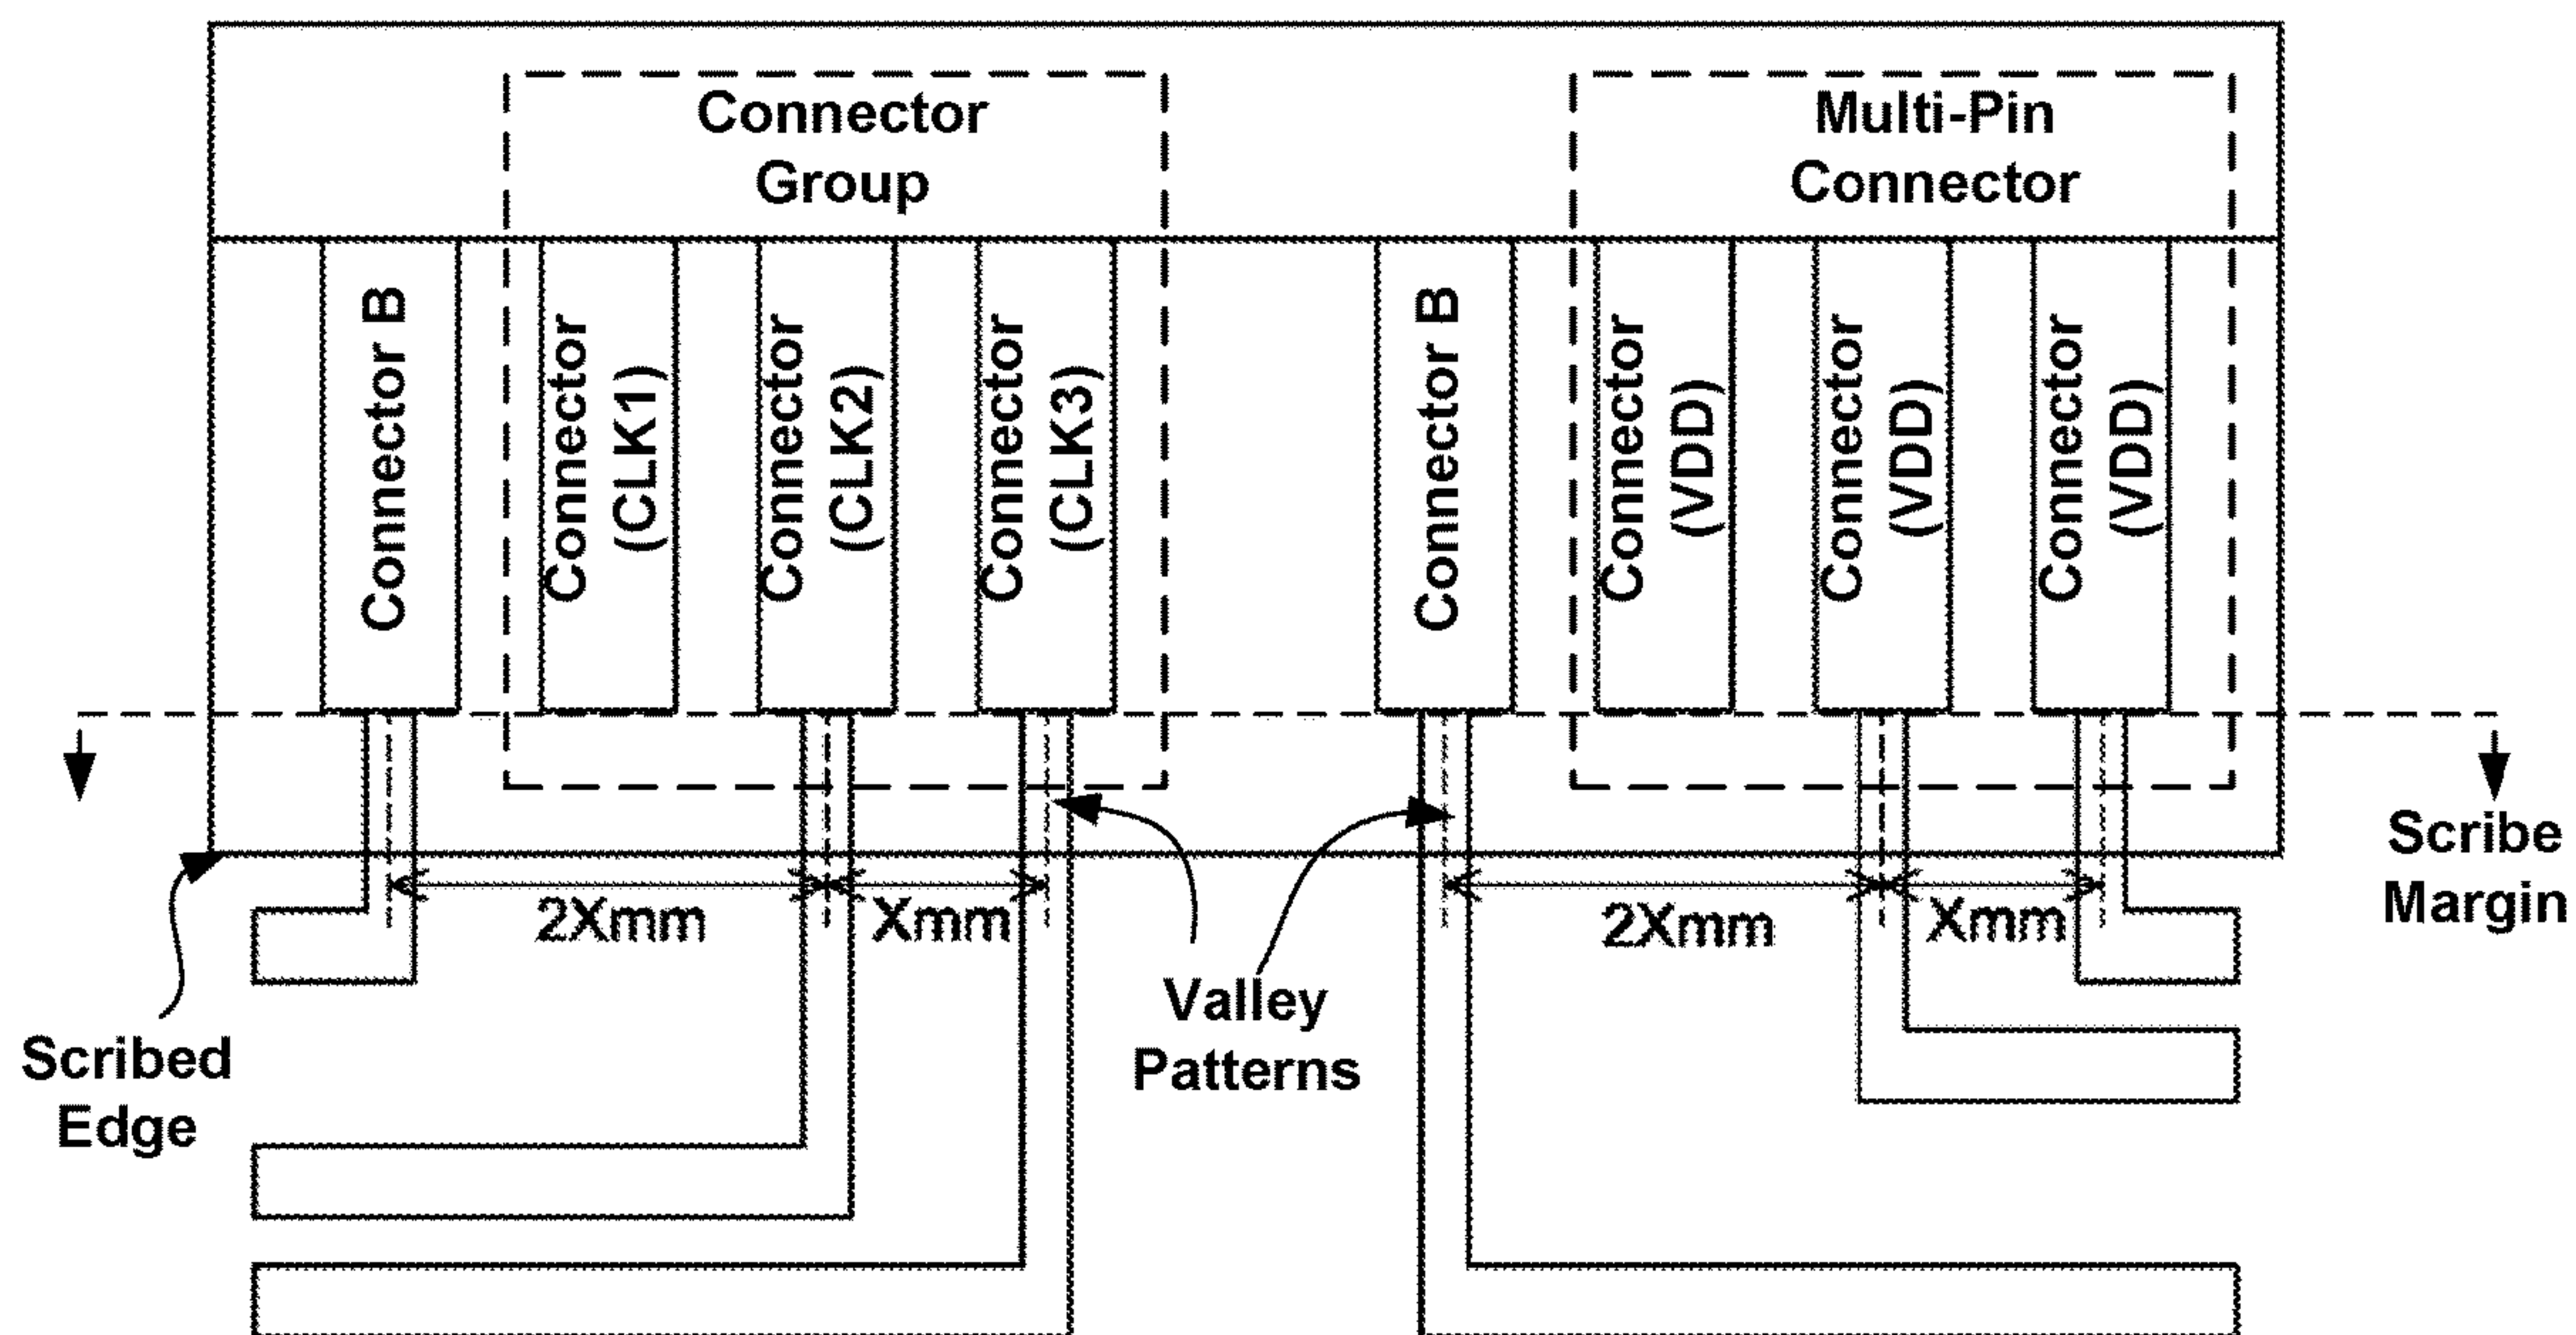 Connector
Group
Multi-Pin
Connector
Connector B
Connector
(CLK1)
Connector
(CLK2)
Connector
(CLK3)
Connector B
Connector
(VDD)
Connector
(VDD)
Connector
(VDD)
Scribe
Margin
2Xmm
Xmm
2Xmm
Xmm
Valley
Patterns
Scribed
Edge